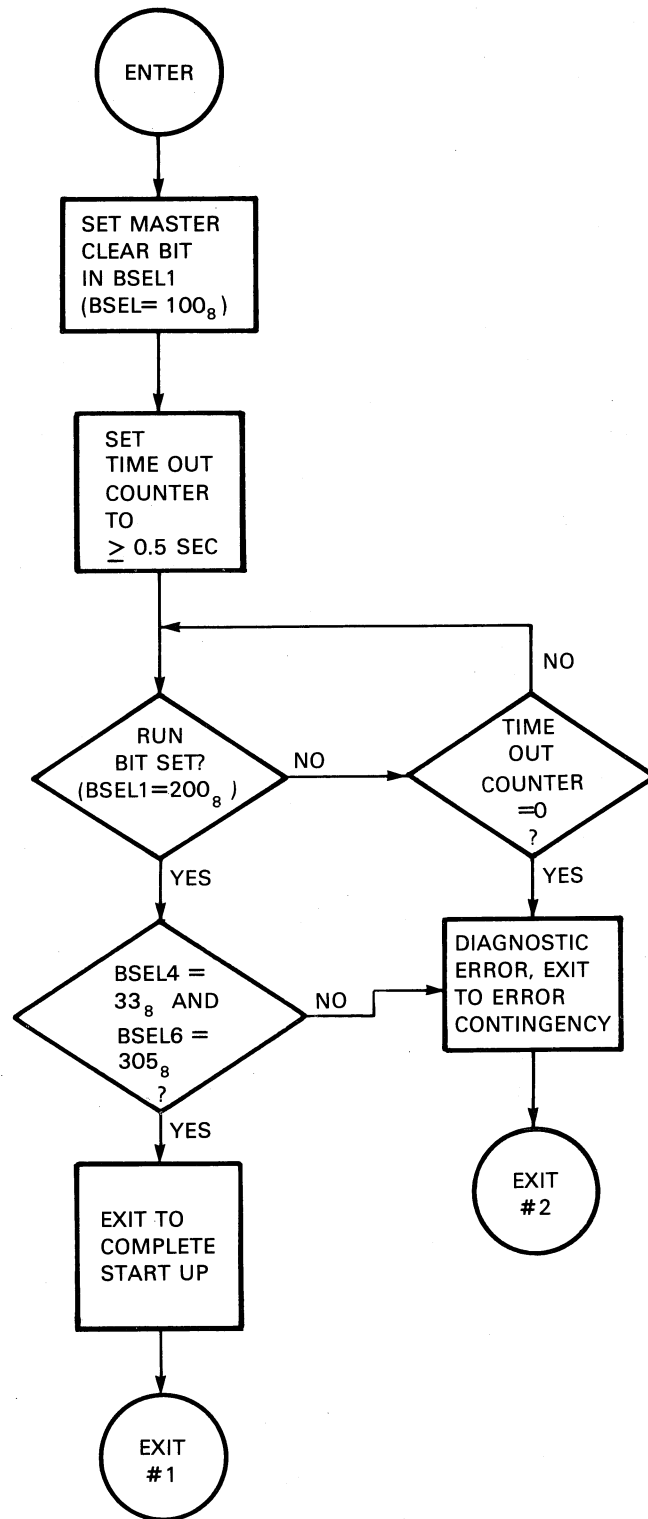 ENTER
SET MASTER
CLEAR BIT
IN BSEL1
(BSEL= 100₈)
SET
TIME OUT
COUNTER
TO
≥ 0.5 SEC
NO
RUN
BIT SET?
(BSEL1=200₈)
NO
TIME
OUT
COUNTER
=0
?
YES
YES
BSEL4 =
33₈ AND
BSEL6 =
305₈
?
NO
DIAGNOSTIC
ERROR, EXIT
TO ERROR
CONTINGENCY
YES
EXIT TO
COMPLETE
START UP
EXIT
#2
EXIT
#1